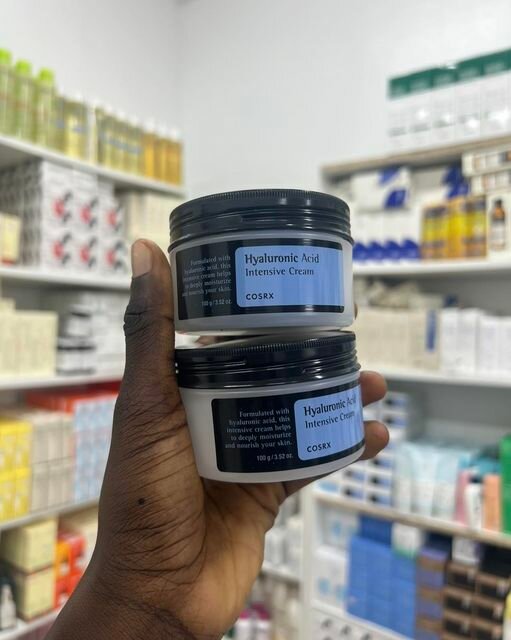 Formulated with
hyaluronic acid, this
intensive cream helps
to deeply moisturize
and nourish your skin.
100 g / 3.52 oz.
Hyaluronic Acid
Intensive Cream
COSRX
Formulated with
hyaluronic acid, this
intensive cream helps
to deeply moisturize
and nourish your skin.
100 g / 3.52 oz.
Hyaluronic Acid
Intensive Cream
COSRX